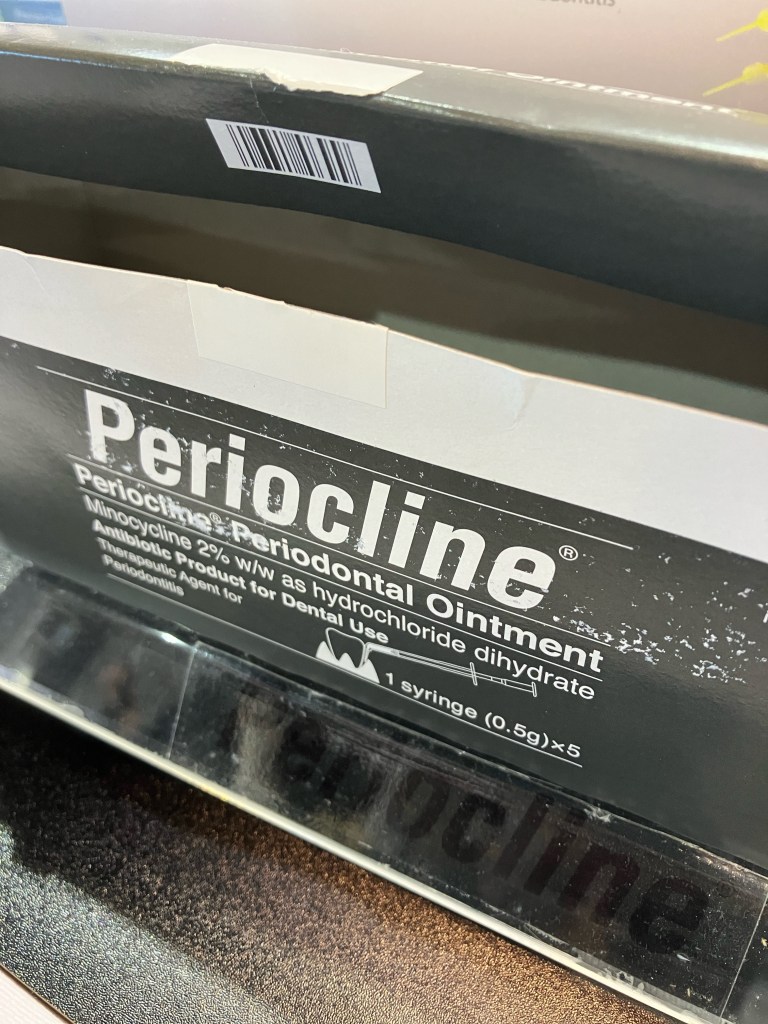 Ointment
Periocline®
Periocline® Periodontal Ointment
Minocycline 2% w/w as hydrochloride dihydrate
Antibiotic Product for Dental Use
Therapeutic Agent for
Periodontitis
1 syringe (0.5g)×5
Periocline